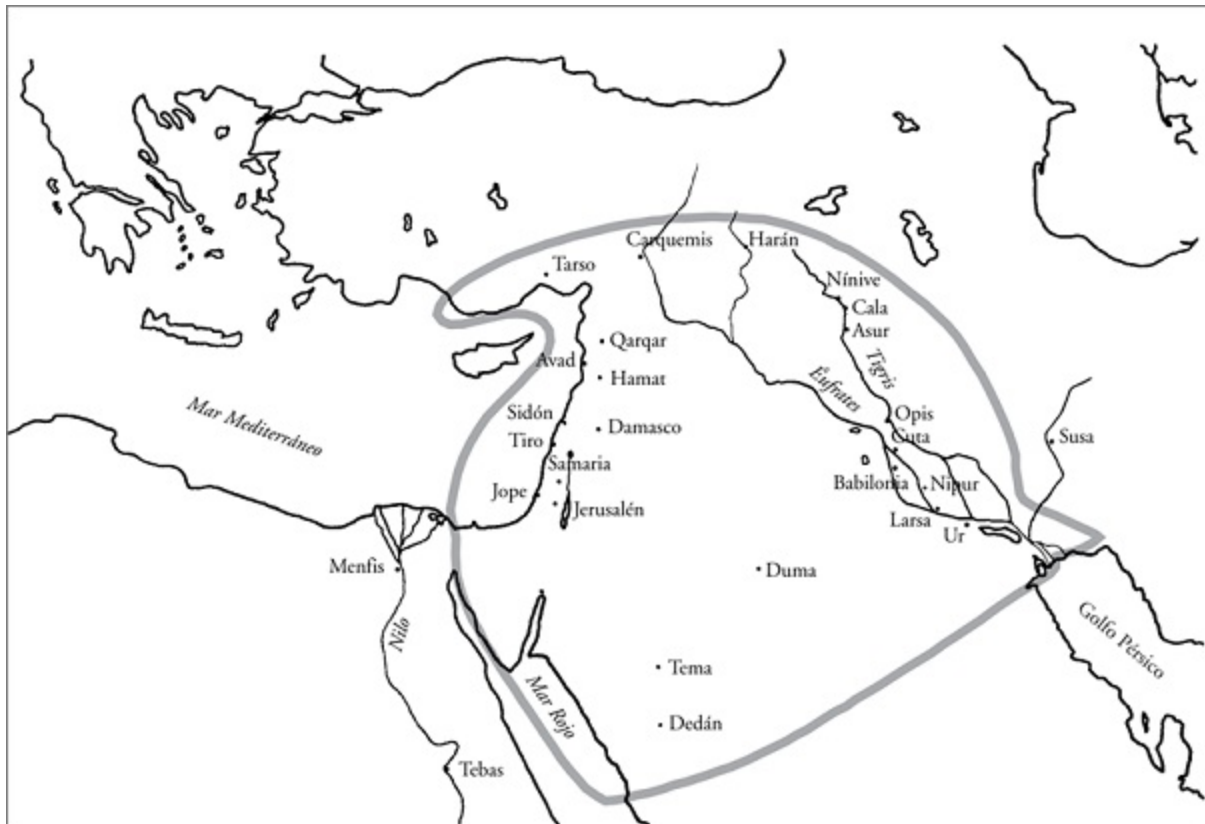 Carquemis
Harán
Tarso
Nínive
Cala
Asur
Qarqar
Avad
Hamat
Tigris
Éufrates
Mar Mediterráneo
Sidón
Opis
Damasco
Cuta
Susa
Tiro
Samaria
Babilonia
Nipur
Jope
Jerusalén
Larsa
Ur
Menfis
Duma
Nilo
Golfo Pérsico
Tema
Mar Rojo
Dedán
Tebas